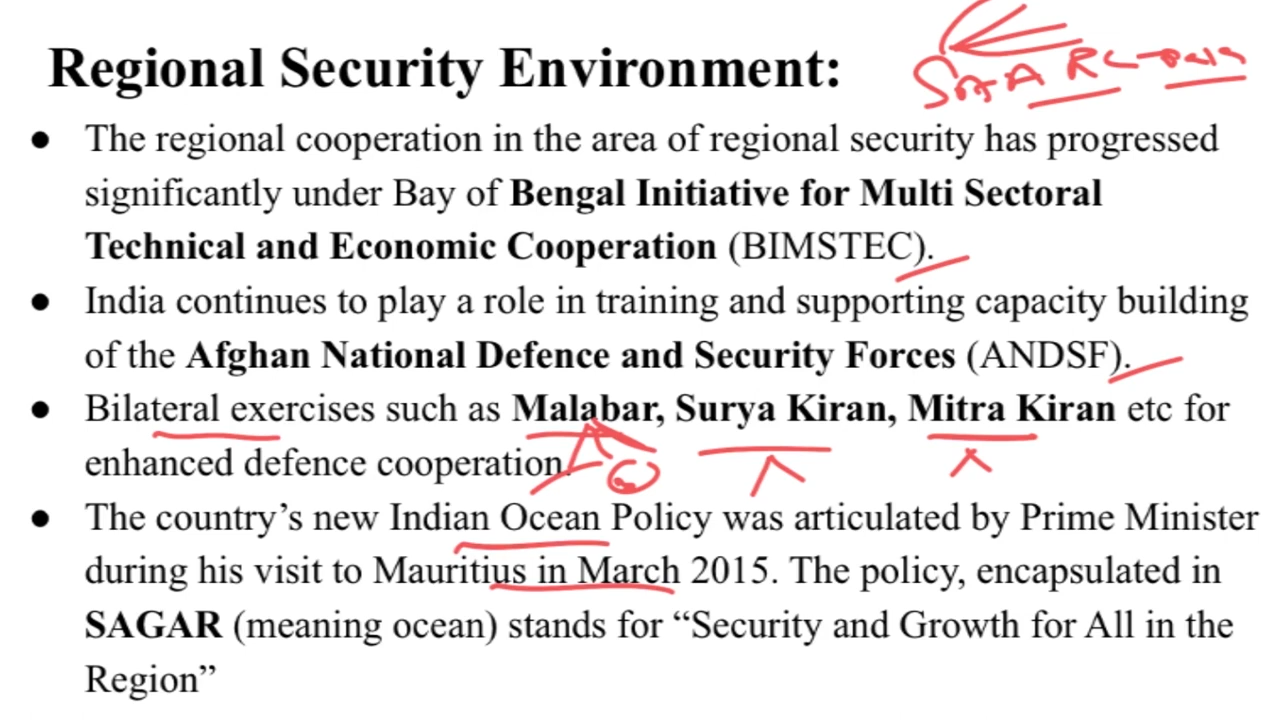 Regional Security Environment:
● The regional cooperation in the area of regional security has progressed
significantly under Bay of Bengal Initiative for Multi Sectoral
Technical and Economic Cooperation (BIMSTEC).
● India continues to play a role in training and supporting capacity building
of the Afghan National Defence and Security Forces (ANDSF).
● Bilateral exercises such as Malabar, Surya Kiran, Mitra Kiran etc for
enhanced defence cooperation.
● The country’s new Indian Ocean Policy was articulated by Prime Minister
during his visit to Mauritius in March 2015. The policy, encapsulated in
SAGAR (meaning ocean) stands for “Security and Growth for All in the
Region”